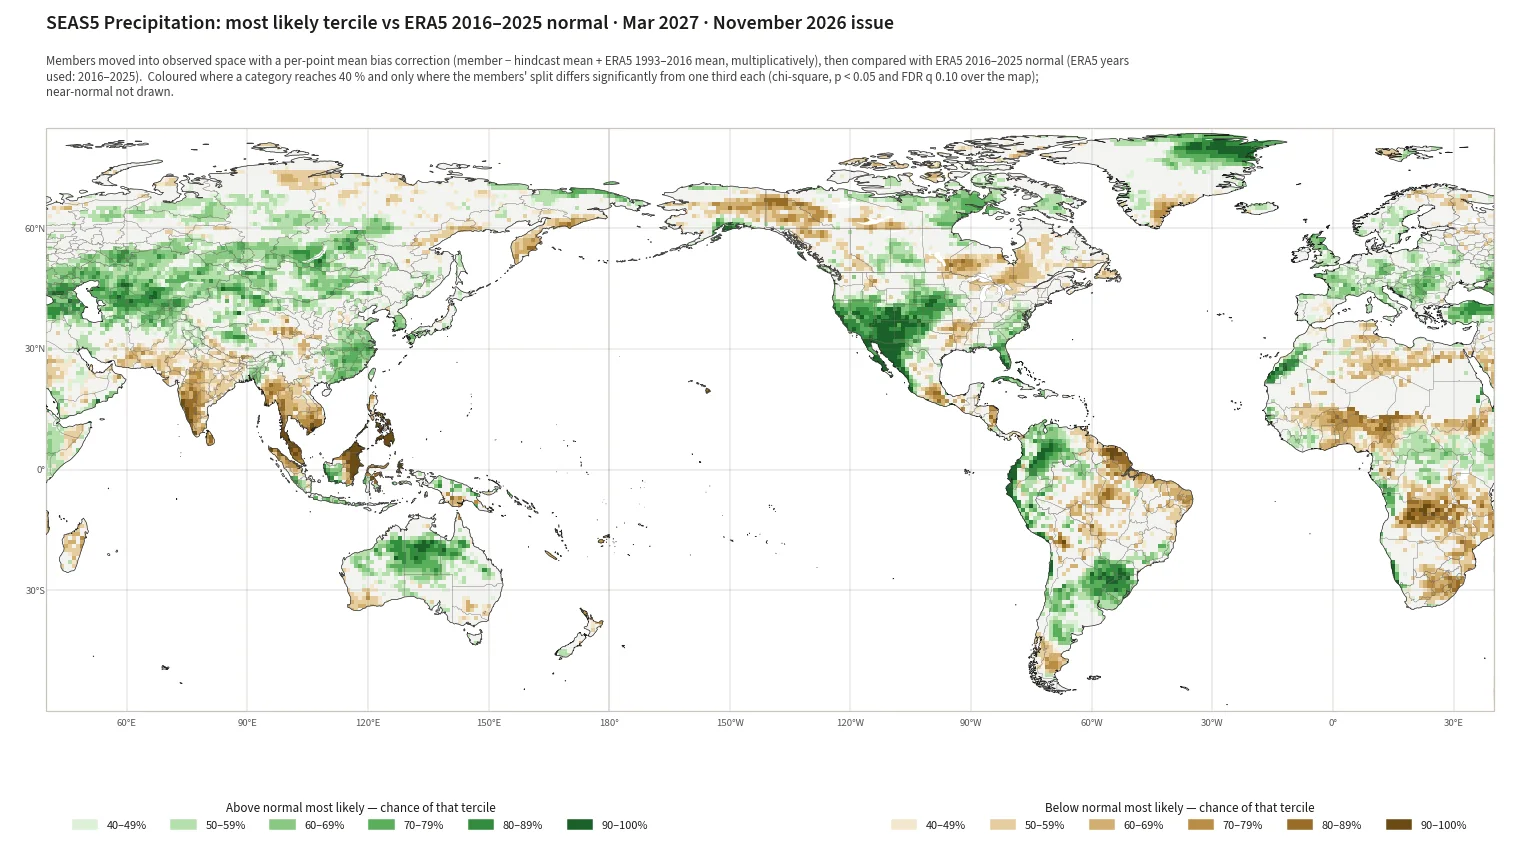 SEAS5 Precipitation: most likely tercile vs ERA5 2016–2025 normal · Mar 2027 · November 2026 issue
Members moved into observed space with a per-point mean bias correction (member − hindcast mean + ERA5 1993–2016 mean, multiplicatively), then compared with ERA5 2016–2025 normal (ERA5 years
used: 2016–2025). Coloured where a category reaches 40 % and only where the members' split differs significantly from one third each (chi-square, p < 0.05 and FDR q 0.10 over the map);
near-normal not drawn.
60°N
30°N
0°
30°S
60°E 90°E 120°E 150°E 180° 150°W 120°W 90°W 60°W 30°W 0° 30°E
Above normal most likely — chance of that tercile
40–49% 50–59% 60–69% 70–79% 80–89% 90–100%
Below normal most likely — chance of that tercile
40–49% 50–59% 60–69% 70–79% 80–89% 90–100%